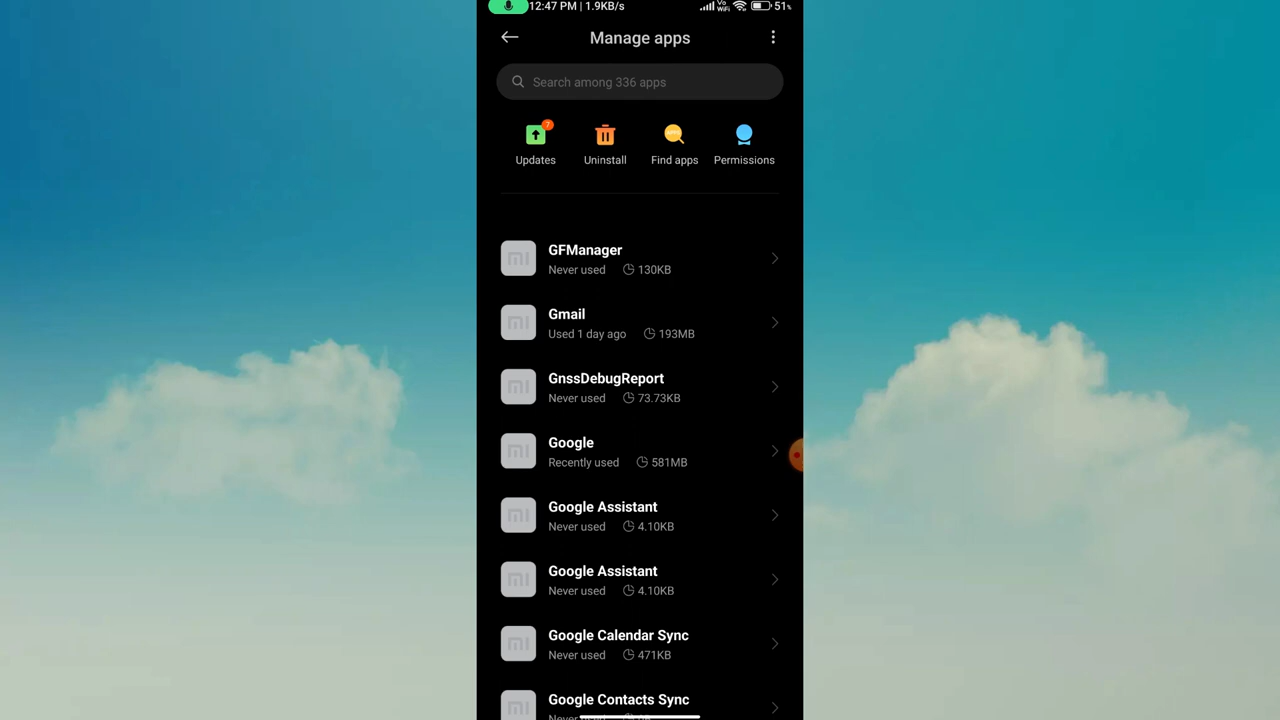 12:47 PM | 1.9KB/s
Vo
WiFi
51%
Manage apps
Search among 336 apps
7
Updates
Uninstall
Find apps
Permissions
GFManager
Never used 130KB
Gmail
Used 1 day ago 193MB
GnssDebugReport
Never used 73.73KB
Google
Recently used 581MB
Google Assistant
Never used 4.10KB
Google Assistant
Never used 4.10KB
Google Calendar Sync
Never used 471KB
Google Contacts Sync